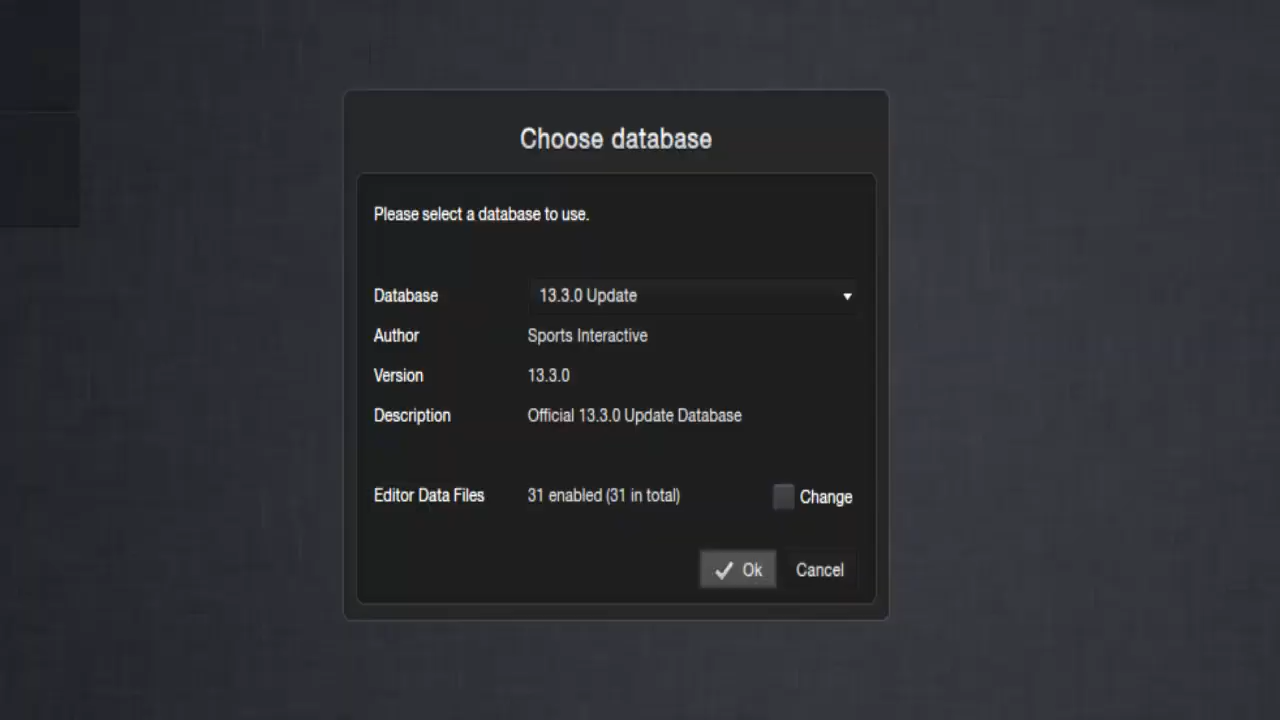 Choose database
Please select a database to use.
Database 13.3.0 Update
Author Sports Interactive
Version 13.3.0
Description Official 13.3.0 Update Database
Editor Data Files 31 enabled (31 in total) Change
Ok Cancel